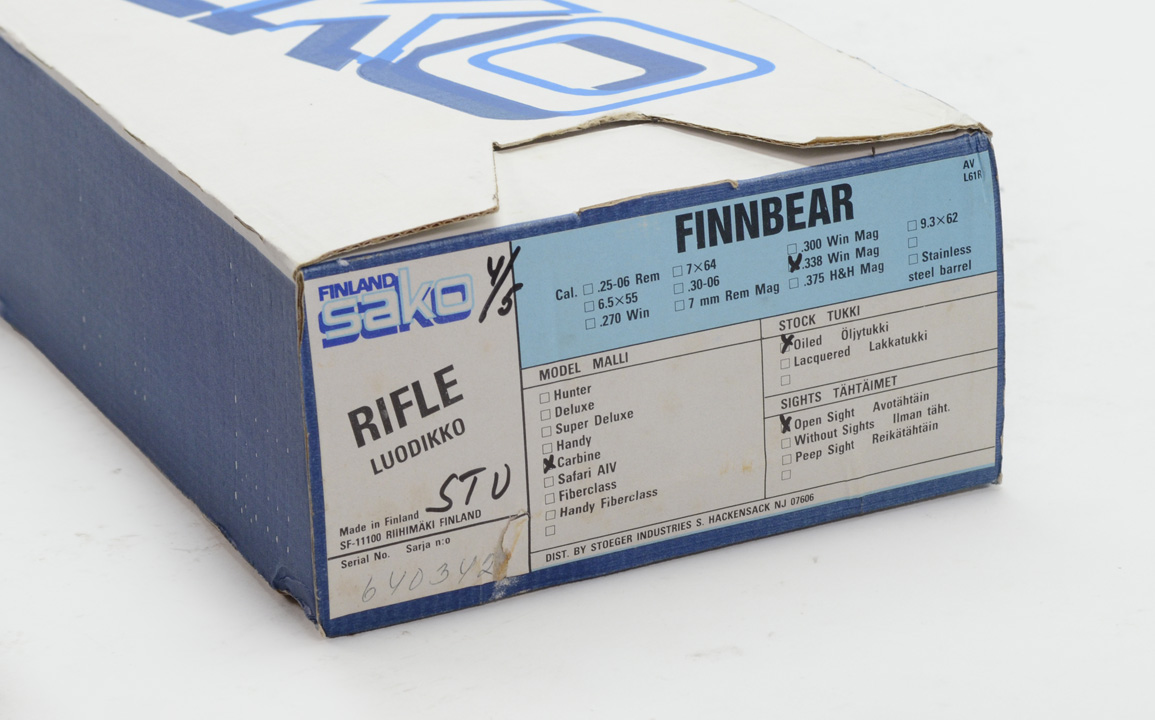 KO
FINLAND
sako
4/5
RIFLE
LUODIKKO
STU
Made in Finland
SF-11100 RIIHIMÄKI FINLAND
Serial No. Sarja n:o
64034
FINNBEAR
AV
L61R
Cal. ☐ .25-06 Rem ☐ 7×64 ☐ .300 Win Mag ☐ 9.3×62
☐ 6.5×55 ☐ .30-06 ☒ .338 Win Mag ☐
☐ .270 Win ☐ 7 mm Rem Mag ☐ .375 H&H Mag ☐ Stainless
steel barrel
MODEL MALLI
☐ Hunter
☐ Deluxe
☐ Super Deluxe
☐ Handy
☒ Carbine
☐ Safari AIV
☐ Fiberclass
☐ Handy Fiberclass
☐
STOCK TUKKI
☒ Oiled Öljytukki
☐ Lacquered Lakkatukki
☐
SIGHTS TÄHTÄIMET
☒ Open Sight Avotähtäin
☐ Without Sights Ilman täht.
☐ Peep Sight Reikätähtäin
☐
DIST. BY STOEGER INDUSTRIES S. HACKENSACK NJ 07606